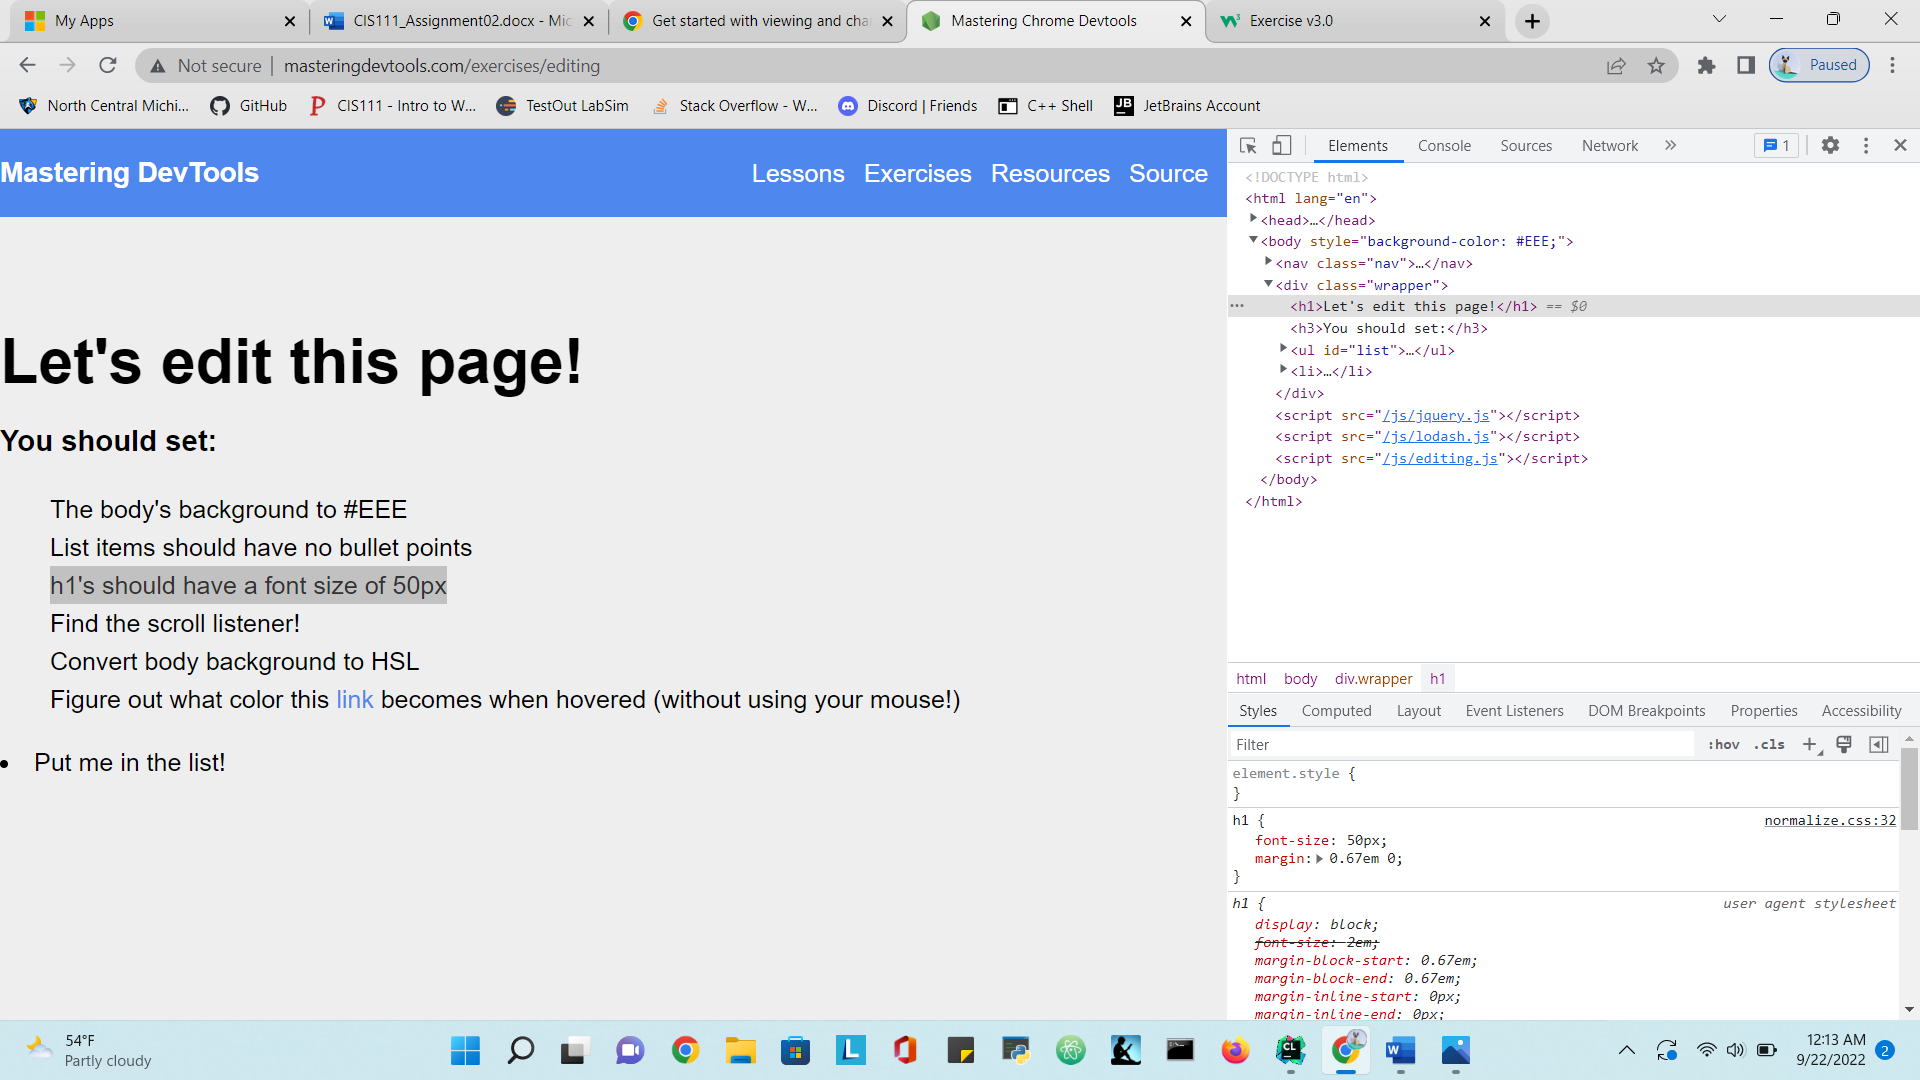 My Apps
CIS111_Assignment02.docx - Mic
Get started with viewing and cha
Mastering Chrome Devtools
Exercise v3.0
Not secure | masteringdevtools.com/exercises/editing
Paused
North Central Michi...
GitHub
CIS111 - Intro to W...
TestOut LabSim
Stack Overflow - W...
Discord | Friends
C++ Shell
JetBrains Account
Mastering DevTools
Lessons Exercises Resources Source
Let's edit this page!
You should set:
The body's background to #EEE
List items should have no bullet points
h1's should have a font size of 50px
Find the scroll listener!
Convert body background to HSL
Figure out what color this link becomes when hovered (without using your mouse!)
• Put me in the list!
Elements Console Sources Network » 1
<!DOCTYPE html>
<html lang="en">
<head>…</head>
<body style="background-color: #EEE;">
<nav class="nav">…</nav>
<div class="wrapper">
<h1>Let's edit this page!</h1> == $0
<h3>You should set:</h3>
<ul id="list">…</ul>
<li>…</li>
</div>
<script src="/js/jquery.js"></script>
<script src="/js/lodash.js"></script>
<script src="/js/editing.js"></script>
</body>
</html>
html body div.wrapper h1
Styles Computed Layout Event Listeners DOM Breakpoints Properties Accessibility
Filter :hov .cls
element.style {
}
h1 { normalize.css:32
font-size: 50px;
margin: 0.67em 0;
}
h1 { user agent stylesheet
display: block;
font-size: 2em;
margin-block-start: 0.67em;
margin-block-end: 0.67em;
margin-inline-start: 0px;
margin-inline-end: 0px;
54°F
Partly cloudy
12:13 AM
9/22/2022
2